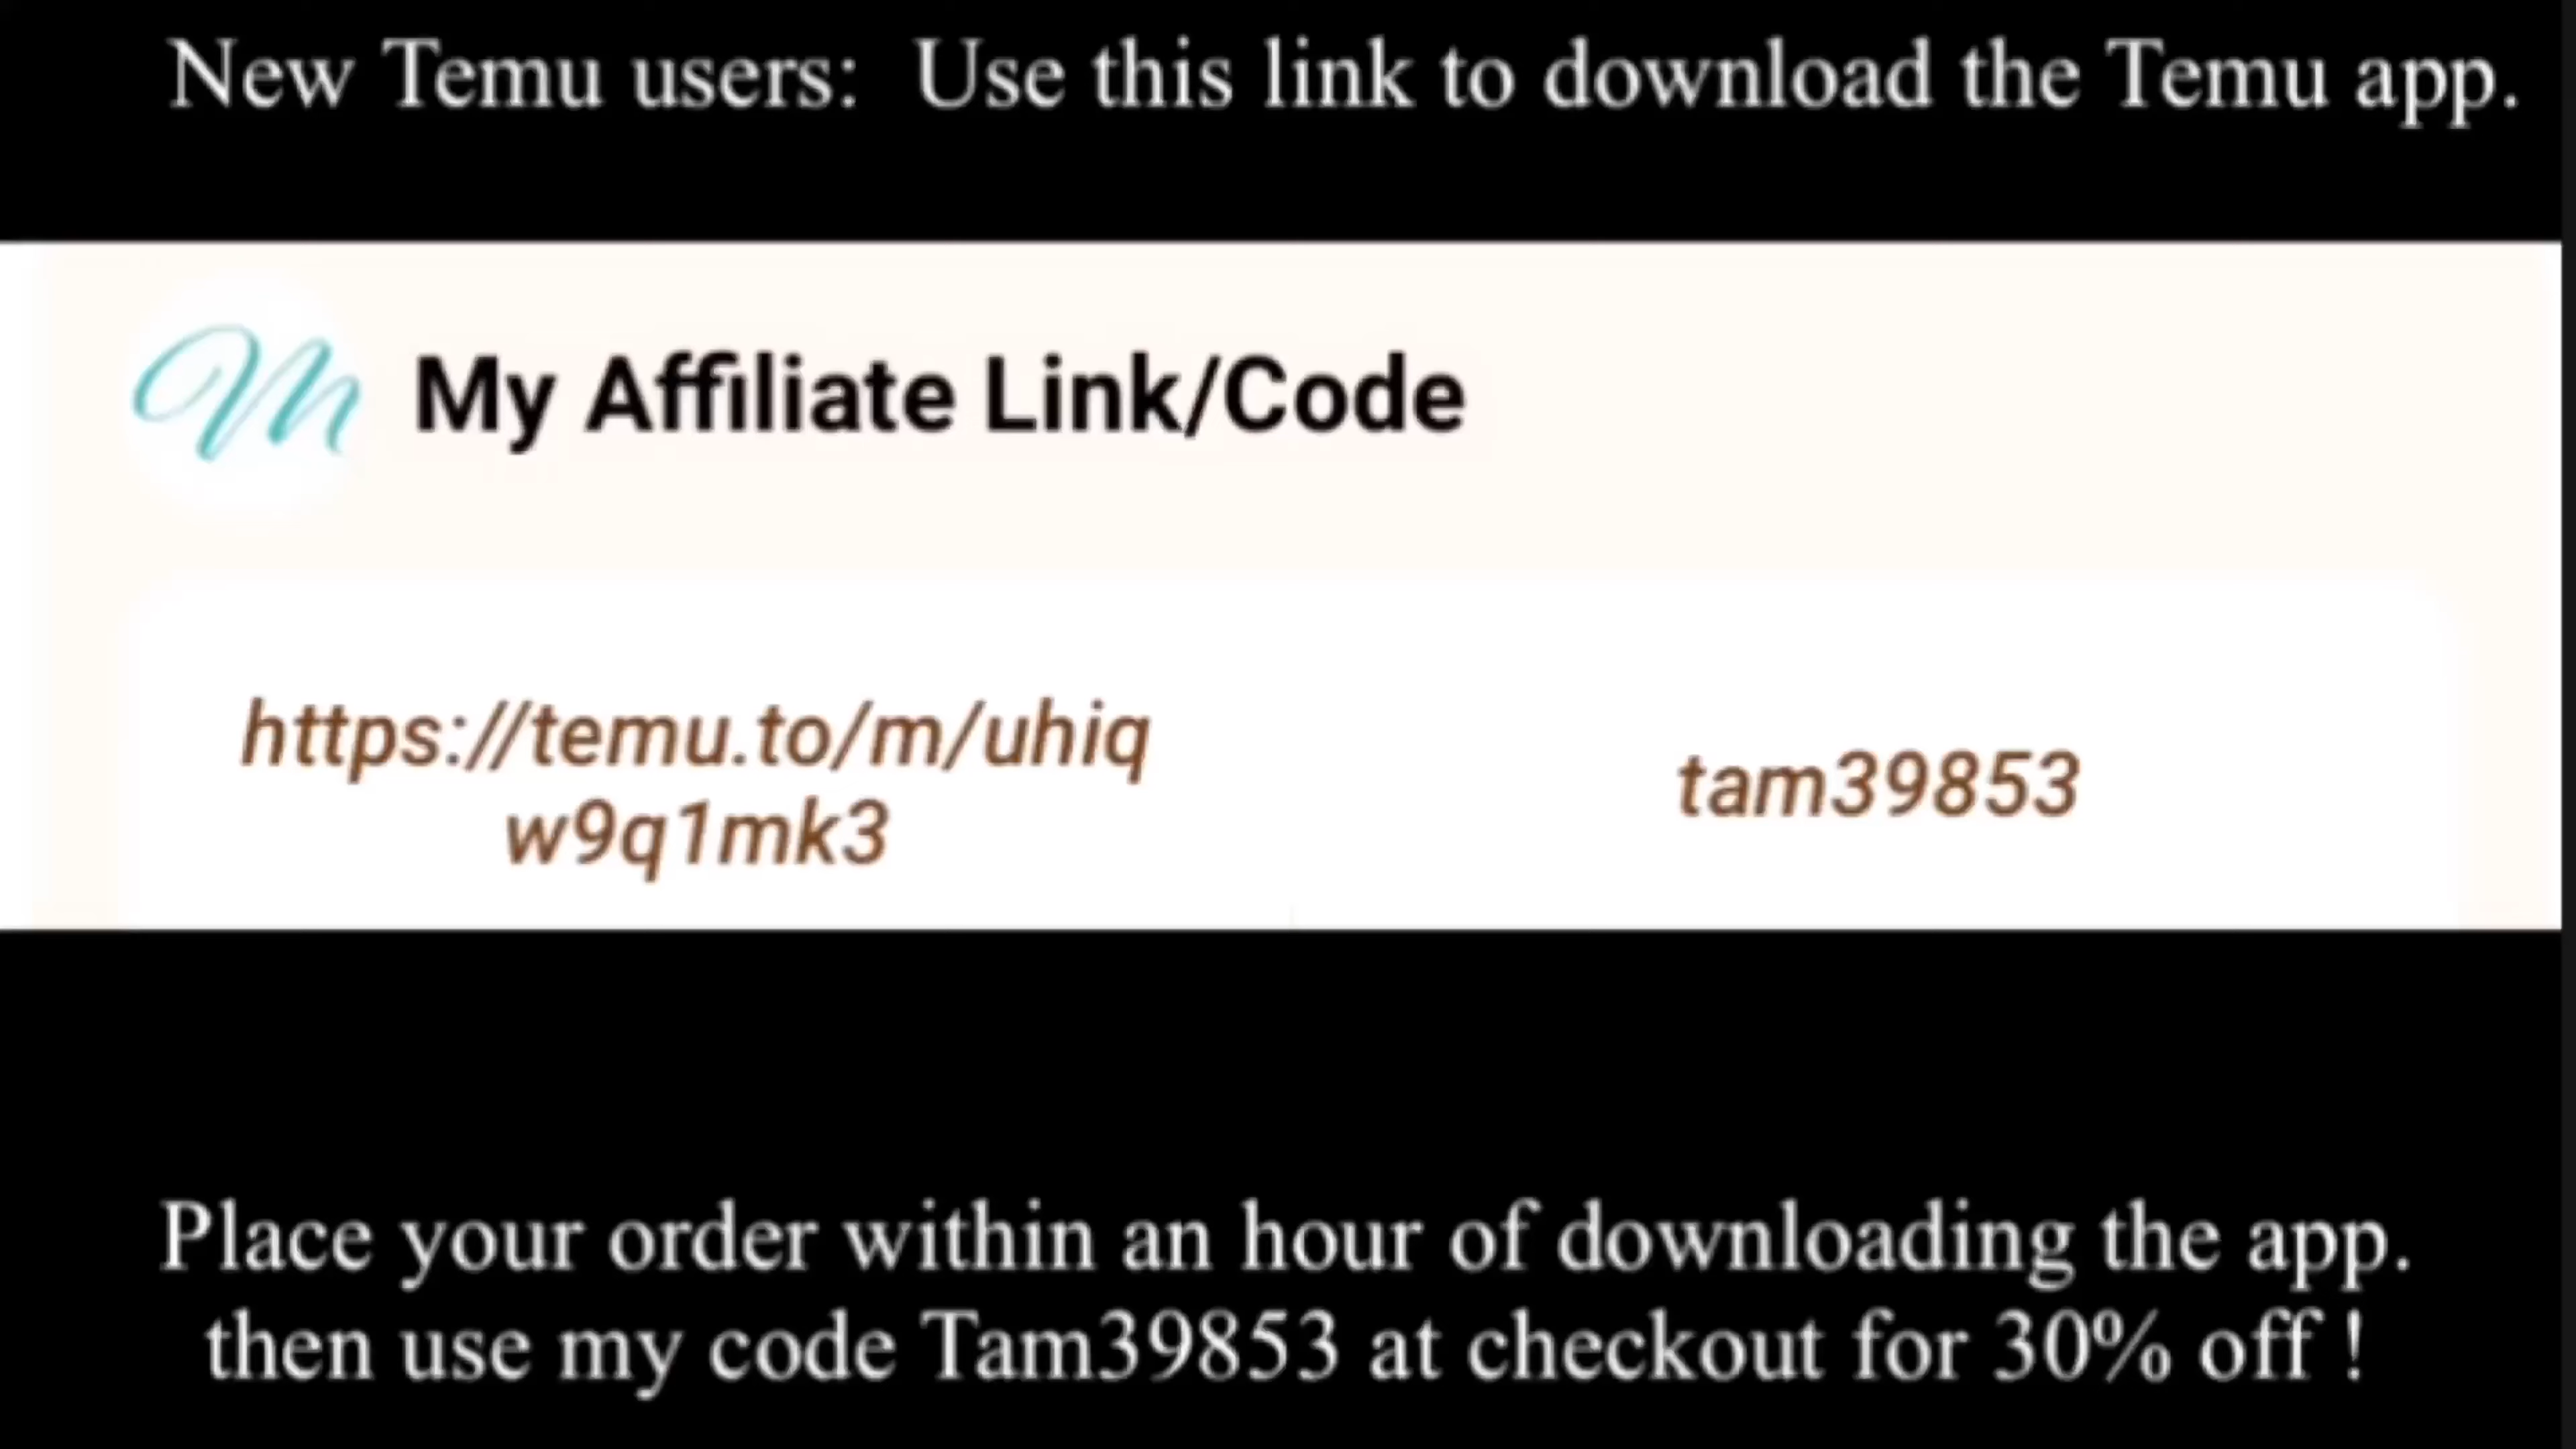 New Temu users: Use this link to download the Temu app.
M
My Affiliate Link/Code
https://temu.to/m/uhiq
w9q1mk3
tam39853
Place your order within an hour of downloading the app.
then use my code Tam39853 at checkout for 30% off !